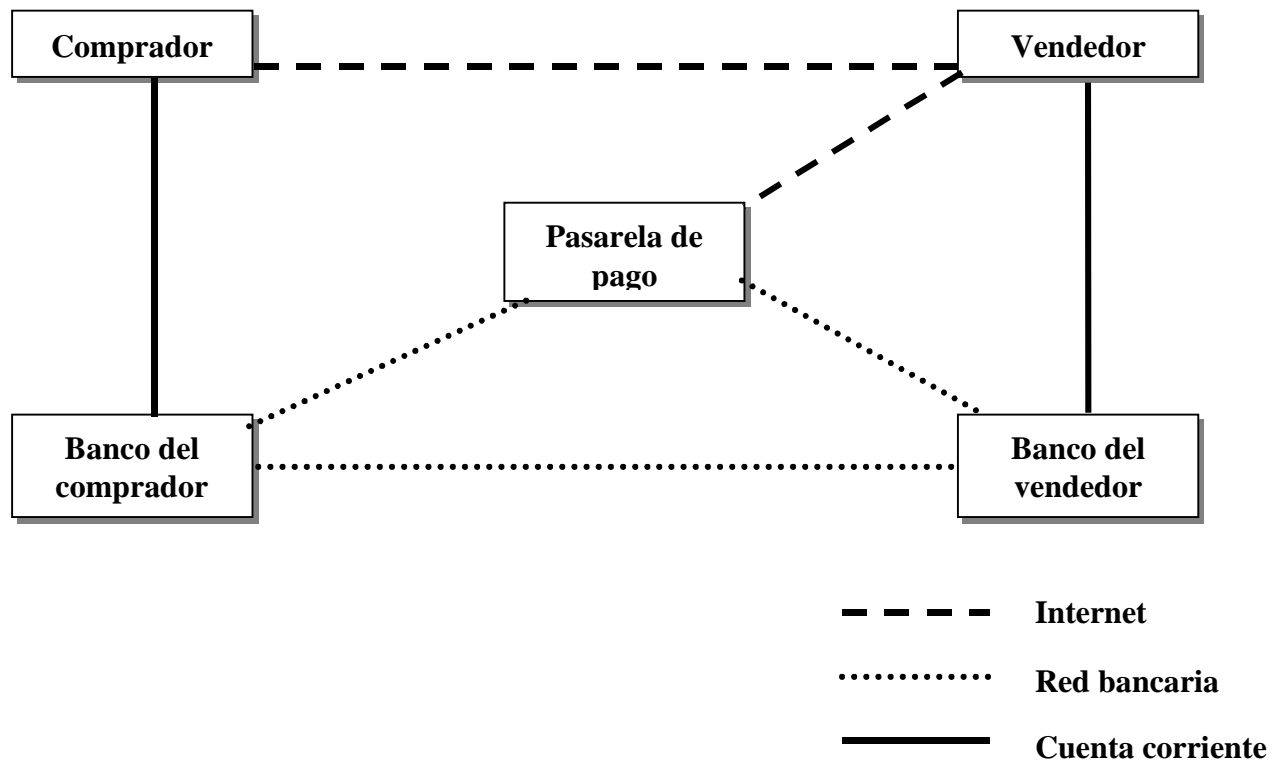 Comprador
Vendedor
Pasarela de
pago
Banco del
comprador
Banco del
vendedor
Internet
Red bancaria
Cuenta corriente